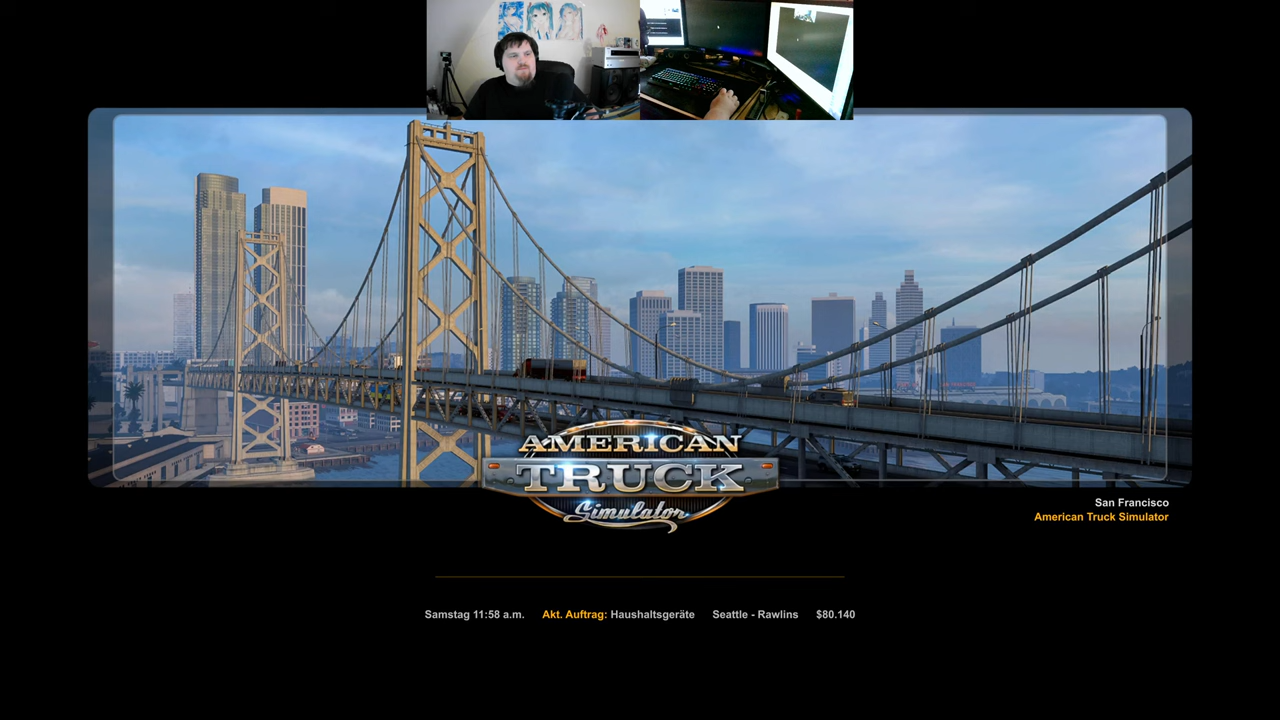 AMERICAN
TRUCK
Simulator
San Francisco
American Truck Simulator
Samstag 11:58 a.m. Akt. Auftrag: Haushaltsgeräte Seattle - Rawlins $80.140